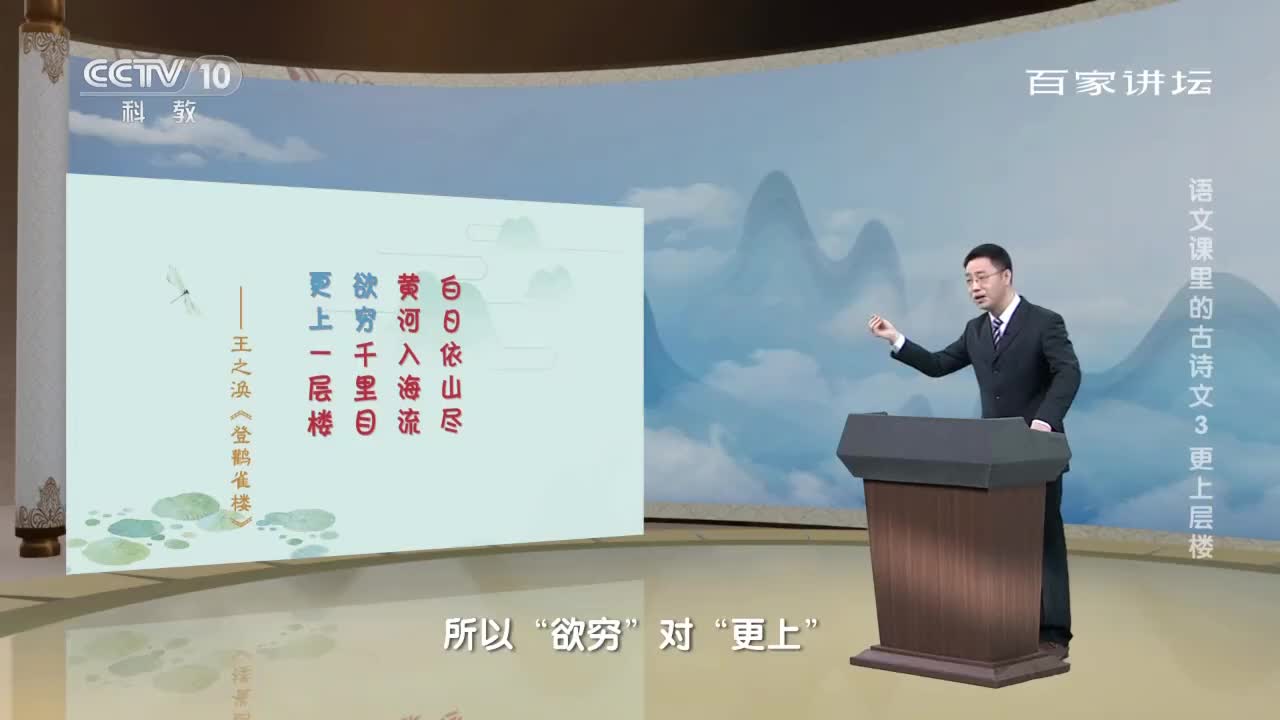 CCTV 10
科教
百家讲坛
语文课里的古诗文3 更上层楼
白日依山尽
黄河入海流
欲穷千里目
更上一层楼
——王之涣《登鹳雀楼》
所以“欲穷”对“更上”